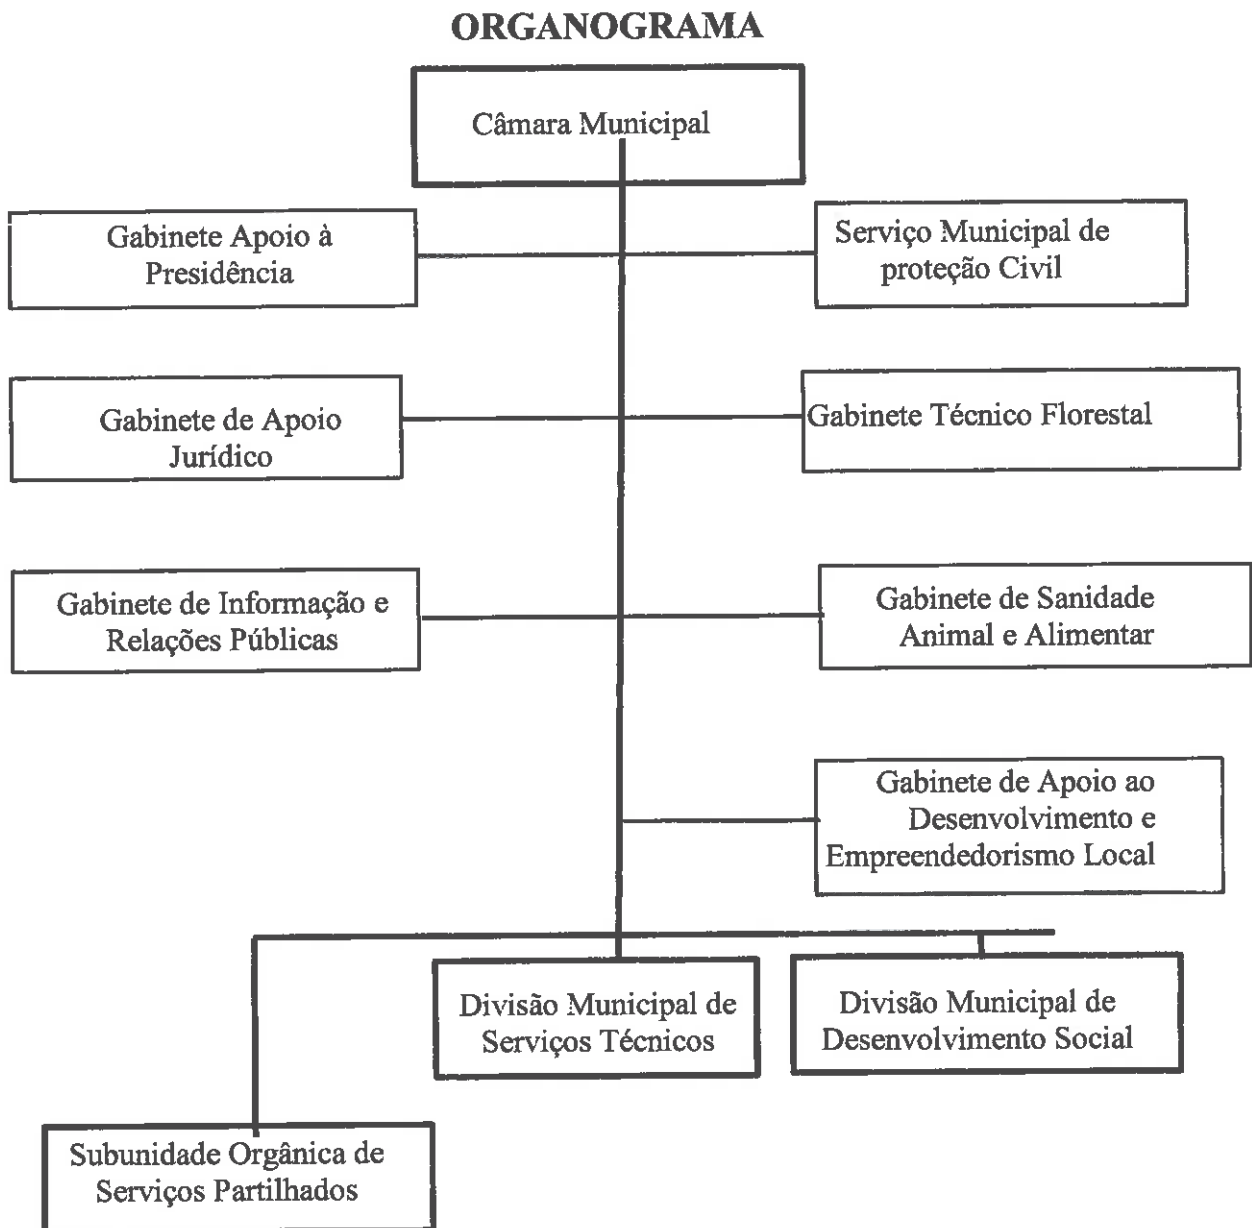 ORGANOGRAMA
Câmara Municipal
Gabinete Apoio à
Presidência
Serviço Municipal de
proteção Civil
Gabinete de Apoio
Jurídico
Gabinete Técnico Florestal
Gabinete de Informação e
Relações Públicas
Gabinete de Sanidade
Animal e Alimentar
Gabinete de Apoio ao
Desenvolvimento e
Empreendedorismo Local
Divisão Municipal de
Serviços Técnicos
Divisão Municipal de
Desenvolvimento Social
Subunidade Orgânica de
Serviços Partilhados